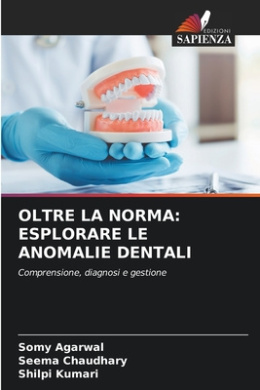 EDIZIONI
SAPIENZA
OLTRE LA NORMA:
ESPLORARE LE
ANOMALIE DENTALI
Comprensione, diagnosi e gestione
Somy Agarwal
Seema Chaudhary
Shilpi Kumari